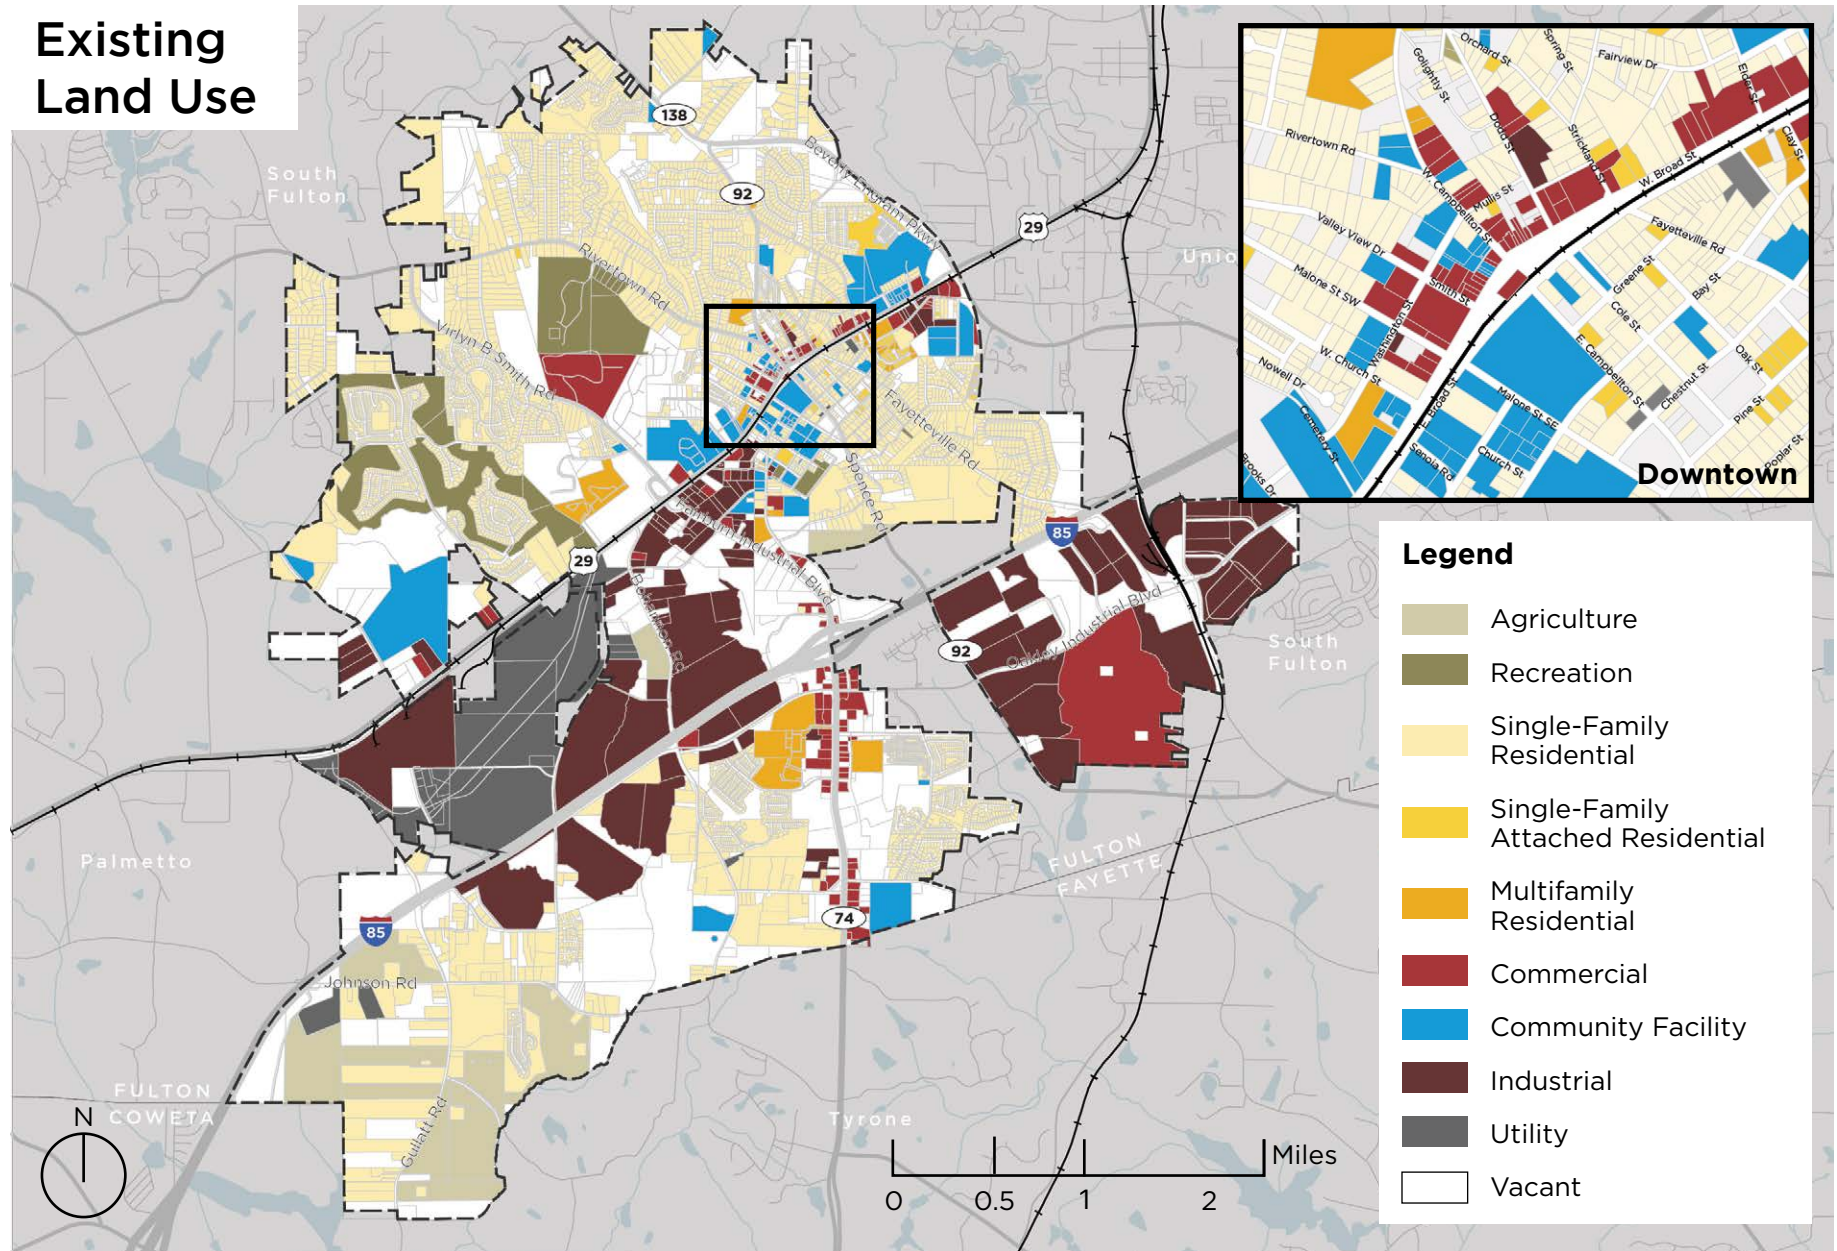 Existing
Land Use
South
Fulton
138
92
Beverly Engram Pkwy
29
Unio
Rivertown Rd
Virlyn B Smith Rd
Fayetteville Rd
Spence Rd
Fairburn Industrial Blvd
85
29
Bohannon Rd
92
Oakley Industrial Blvd
South
Fulton
Palmetto
FULTON
FAYETTE
74
85
Johnson Rd
FULTON
COWETA
Gullatt Rd
Tyrone
N
Miles
0
0.5
1
2
Orchard St
Spring St
Fairview Dr
Elder St
Golightly St
Dodd St
Strickland St
Clay St
Rivertown Rd
W. Broad St
W. Campbellton St
Mullis St
Fayetteville Rd
Valley View Dr
Malone St SW
Smith St
Greene St
Bay St
Washington St
Cole St
W. Church St
E. Campbellton St
Oak St
Nowell Dr
E. Broad St
Chestnut St
Malone St SE
Pine St
Cemetery St
Senoia Rd
Church St
Poplar St
Brooks Dr
Downtown
Legend
Agriculture
Recreation
Single-Family
Residential
Single-Family
Attached Residential
Multifamily
Residential
Commercial
Community Facility
Industrial
Utility
Vacant